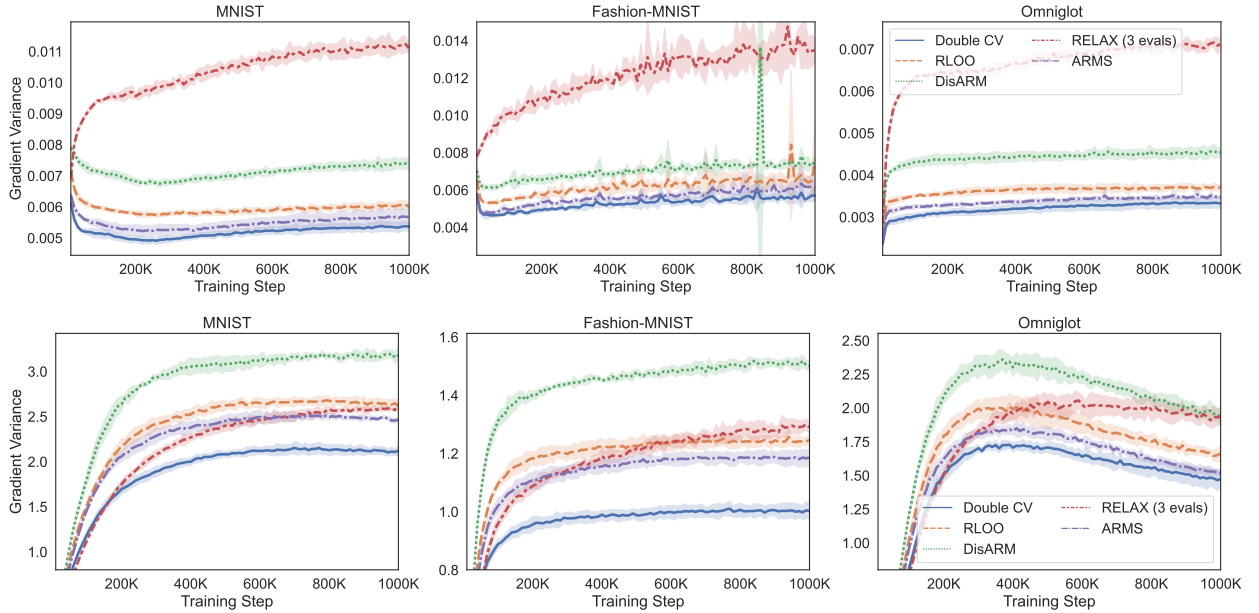 MNIST
Gradient Variance
0.011
0.010
0.009
0.008
0.007
0.006
0.005
200K 400K 600K 800K 1000K
Training Step
Fashion-MNIST
0.014
0.012
0.010
0.008
0.006
0.004
200K 400K 600K 800K 1000K
Training Step
Omniglot
0.007
0.006
0.005
0.004
0.003
Double CV
RLOO
DisARM
RELAX (3 evals)
ARMS
200K 400K 600K 800K 1000K
Training Step
MNIST
Gradient Variance
3.0
2.5
2.0
1.5
1.0
200K 400K 600K 800K 1000K
Training Step
Fashion-MNIST
Gradient Variance
1.6
1.4
1.2
1.0
0.8
200K 400K 600K 800K 1000K
Training Step
Omniglot
Gradient Variance
2.50
2.25
2.00
1.75
1.50
1.25
1.00
Double CV
RLOO
DisARM
RELAX (3 evals)
ARMS
200K 400K 600K 800K 1000K
Training Step